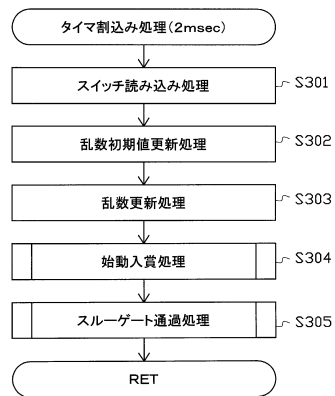 タイマ割込み処理(2msec)
スイッチ読み込み処理
S301
乱数初期値更新処理
S302
乱数更新処理
S303
始動入賞処理
S304
スルーゲート通過処理
S305
RET